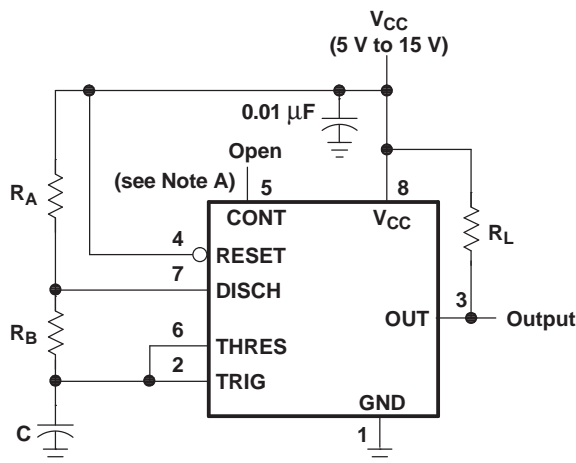 VCC
(5 V to 15 V)
0.01 μF
Open
(see Note A)
5
8
RA
CONT
VCC
4
RESET
RL
7
DISCH
3
OUT
Output
RB
6
THRES
2
TRIG
GND
C
1